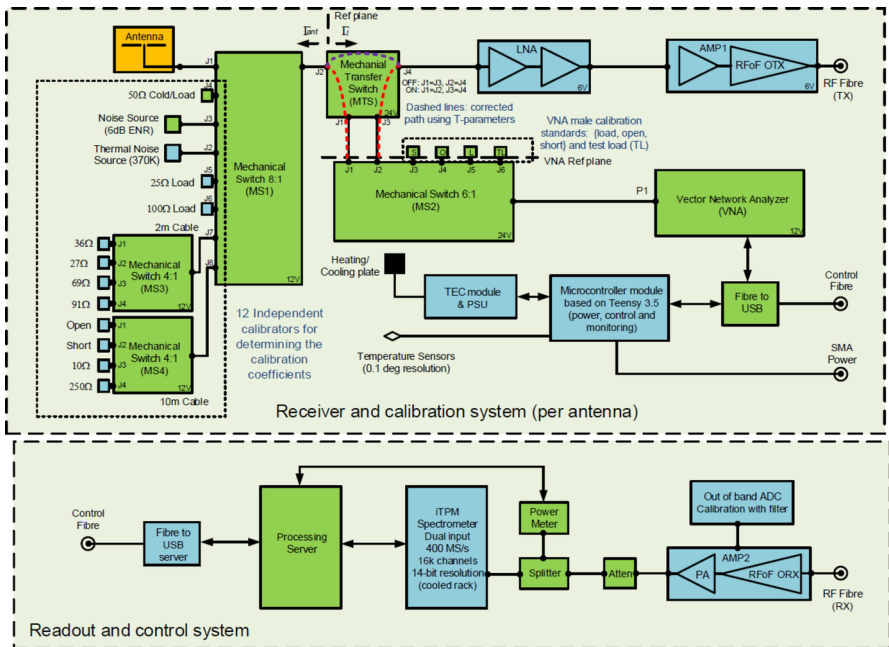 Ref plane
Γant
Γi
Antenna
J1
J4
50Ω Cold/Load
Noise Source
(6dB ENR)
J3
Thermal Noise
Source (370K)
J2
25Ω Load
J5
100Ω Load
J6
2m Cable
J7
J8
Mechanical
Switch 8:1
(MS1)
12V
36Ω
27Ω
69Ω
91Ω
J1
J2
J3
J4
Mechanical
Switch 4:1
(MS3)
12V
Open
Short
10Ω
250Ω
J1
J2
J3
J4
Mechanical
Switch 4:1
(MS4)
12V
10m Cable
12 Independent
calibrators for
determining the
calibration
coefficients
J2
Mechanial
Transfer
Switch
(MTS)
24V
J4
J1
J3
OFF: J1=J3, J2=J4
ON: J1=J2, J3=J4
Dashed lines: corrected
path using T-parameters
LNA
6V
AMP1
RFoF OTX
6V
RF Fibre
(TX)
VNA male calibration
standards: {load, open,
short} and test load (TL)
VNA Ref plane
S
O
L
TL
J1
J2
J3
J4
J5
J6
Mechanical Switch 6:1
(MS2)
24V
P1
Vector Network Analyzer
(VNA)
12V
Heating/
Cooling plate
TEC module
& PSU
Microcontroller module
based on Teensy 3.5
(power, control and
monitoring)
Fibre to
USB
Control
Fibre
Temperature Sensors
(0.1 deg resolution)
SMA
Power
Receiver and calibration system (per antenna)
Control
Fibre
Fibre to
USB
server
Processing
Server
iTPM
Spectrometer
Dual input
400 MS/s
16k channels
14-bit resolution
(cooled rack)
Power
Meter
Splitter
Atten
Out of band ADC
Calibration with filter
AMP2
PA
RFoF ORX
RF Fibre
(RX)
Readout and control system